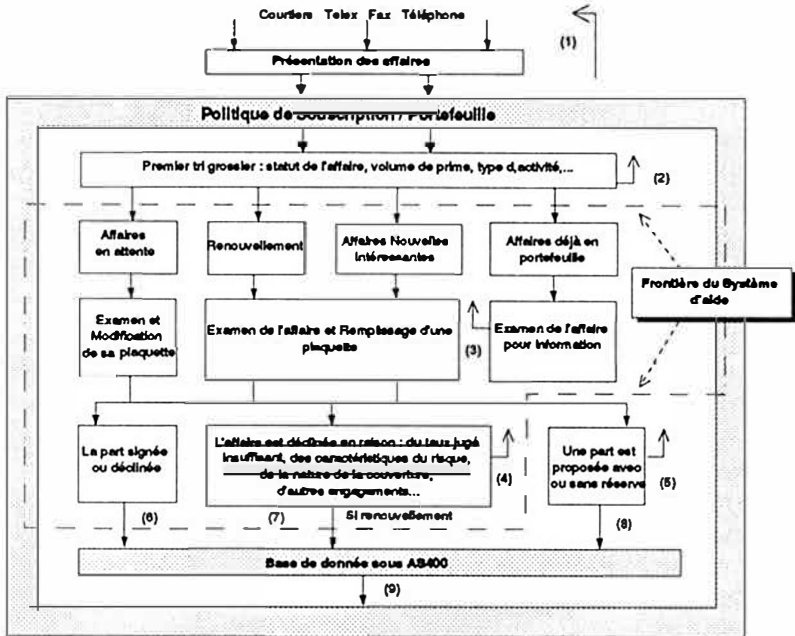 Courtiers Telex Fax Téléphone
(1)
Présentation des affaires
Politique de Souscription / Portefeuille
Premier tri grossier : statut de l'affaire, volume de prime, type d,activité,...
(2)
Affaires
en attente
Renouvellement
Affaires Nouvelles
Intéressantes
Affaires déjà en
portefeuille
Frontière du Système
d'aide
Examen et
Modification
de sa plaquette
Examen de l'affaire et Remplissage d'une
plaquette
(3)
Examen de l'affaire
pour Information
La part signée
ou déclinée
L'affaire est déclinée en raison : du taux jugé
insuffisant, des caractéristiques du risque,
de la nature de la couverture,
d'autres engagements...
(4)
Une part est
proposée avec
ou sans réserve
(5)
(6)
(7)
Si renouvellement
(8)
Base de donnée sous AS400
(9)